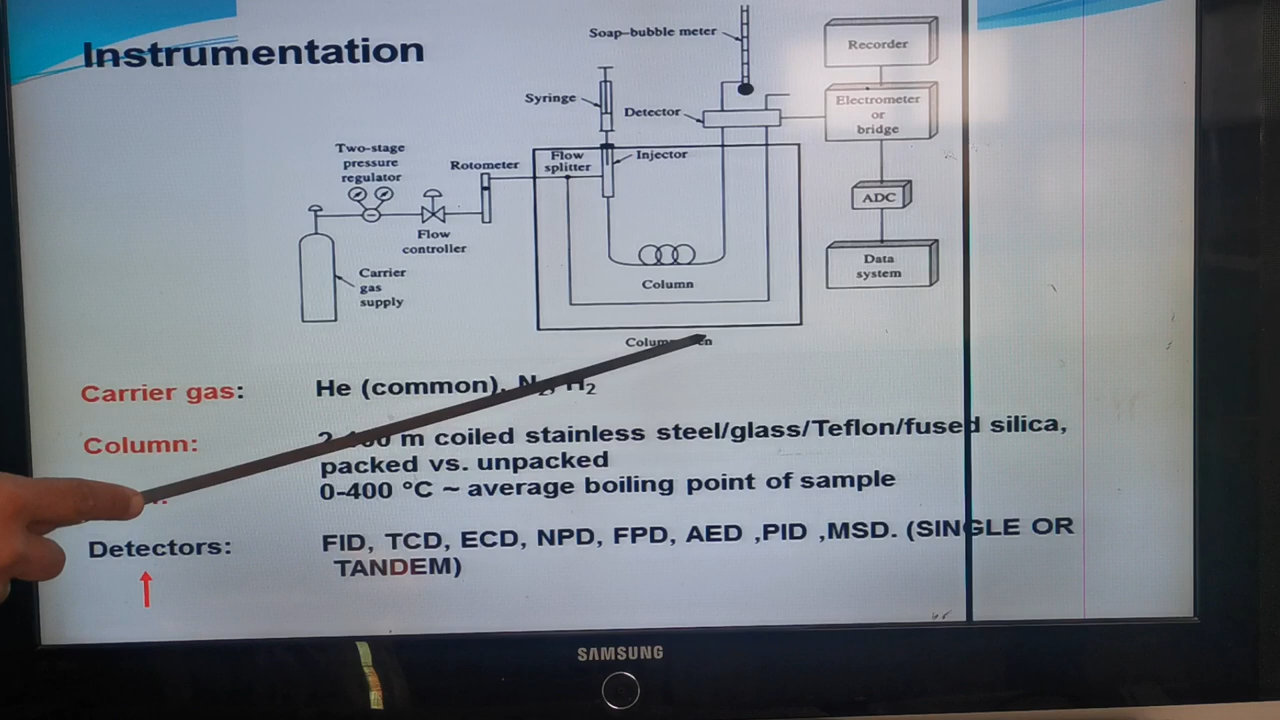 Instrumentation
Soap-bubble meter
Recorder
Syringe
Detector
Electrometer
or
bridge
Two-stage
pressure
regulator
Rotometer
Flow
splitter
Injector
ADC
Flow
controller
Carrier
gas
supply
Column
Data
system
Carrier gas: He (common), N₂, H₂
Column: m coiled stainless steel/glass/Teflon/fused silica,
packed vs. unpacked
0-400 °C ~ average boiling point of sample
Detectors: FID, TCD, ECD, NPD, FPD, AED ,PID ,MSD. (SINGLE OR
TANDEM)
SAMSUNG